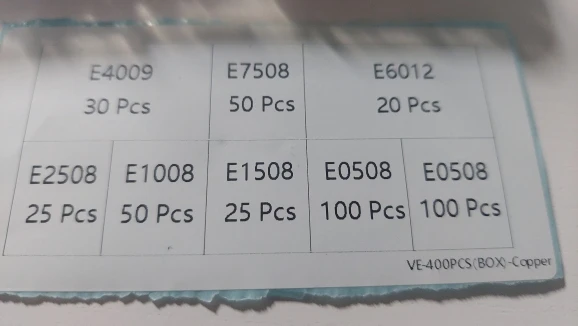 E4009 E7508 E6012
30 Pcs 50 Pcs 20 Pcs
E2508 E1008 E1508 E0508 E0508
25 Pcs 50 Pcs 25 Pcs 100 Pcs 100 Pcs
VE-400PCS(BOX)-Copper